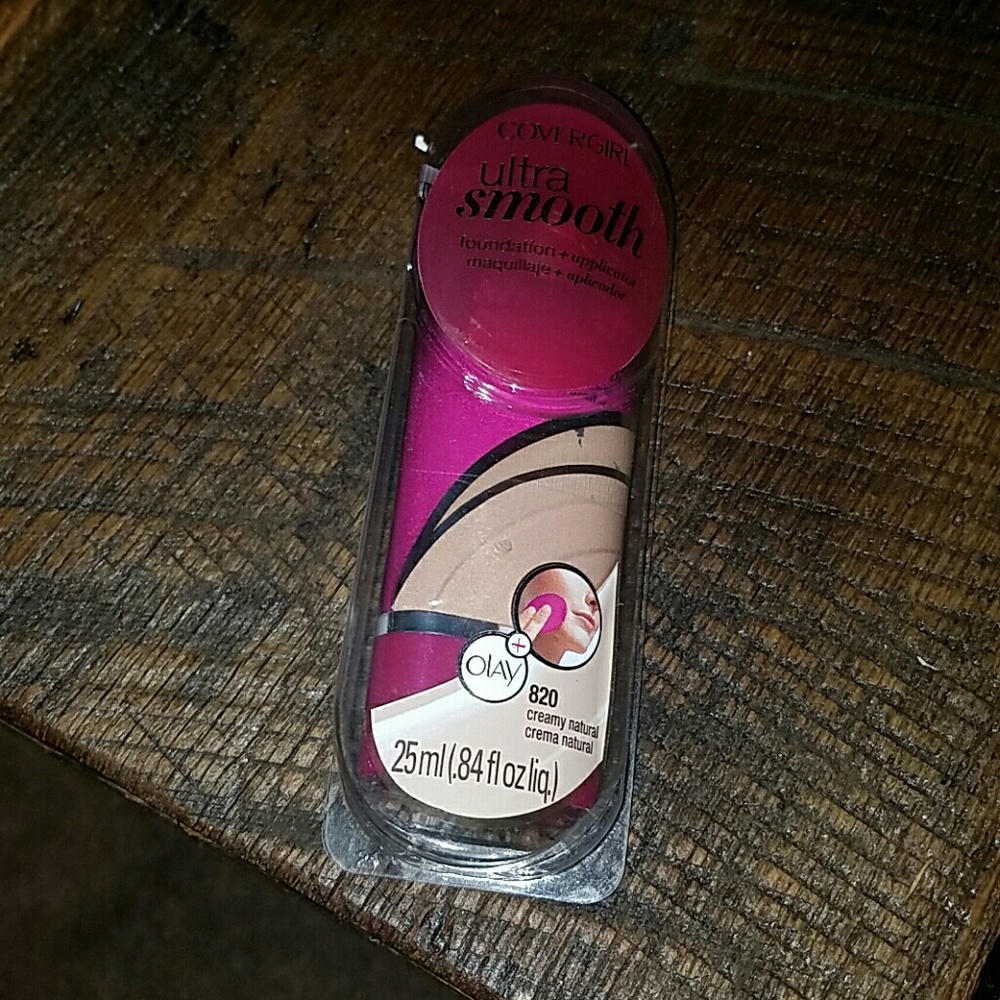 COVERGIRL
ultra
smooth
foundation + applicator
maquillaje + aplicador
+
OLAY
820
creamy natural
crema natural
25ml (.84 fl oz liq.)